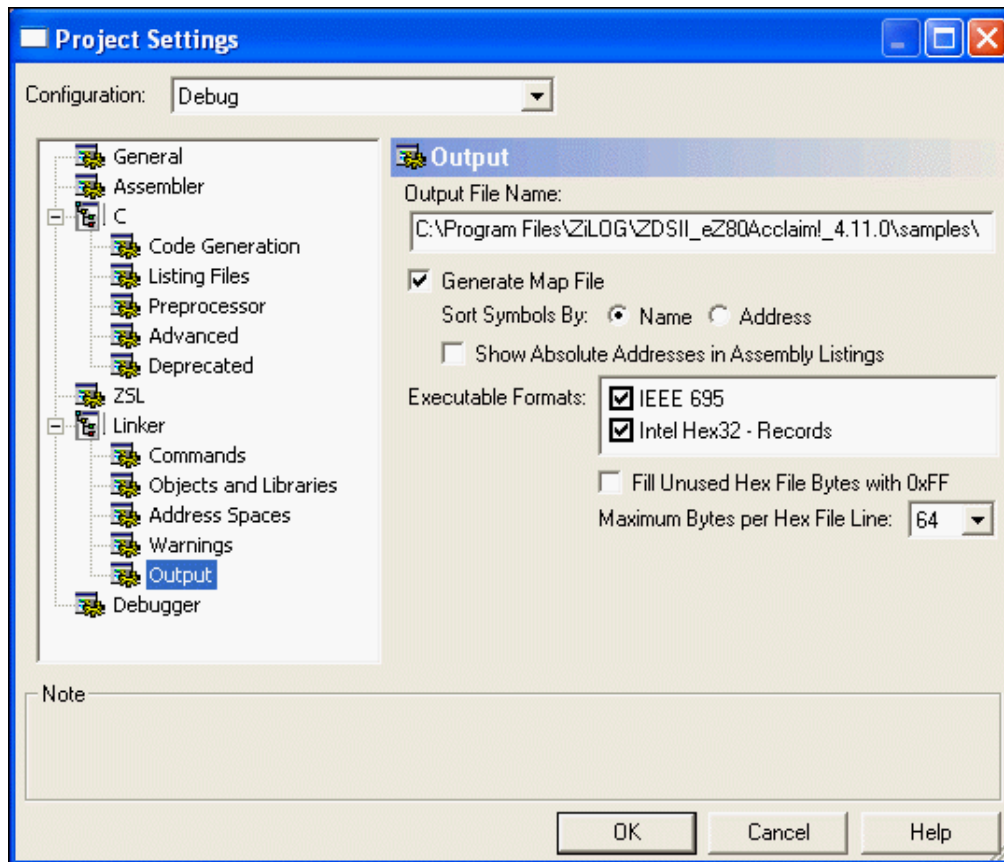 Project Settings
Configuration: Debug
General
Assembler
C
Code Generation
Listing Files
Preprocessor
Advanced
Deprecated
ZSL
Linker
Commands
Objects and Libraries
Address Spaces
Warnings
Output
Debugger
Output
Output File Name:
C:\Program Files\ZiLOG\ZDSII_eZ80Acclaim!_4.11.0\samples\
Generate Map File
Sort Symbols By: Name Address
Show Absolute Addresses in Assembly Listings
Executable Formats: IEEE 695
Intel Hex32 - Records
Fill Unused Hex File Bytes with 0xFF
Maximum Bytes per Hex File Line: 64
Note
OK Cancel Help